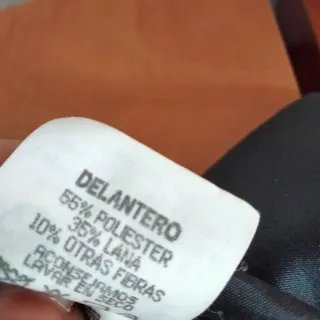 DELANTERO
55% POLIESTER
35% LANA
10% OTRAS FIBRAS
ACONSEJAMOS
LAVAR EN SECO